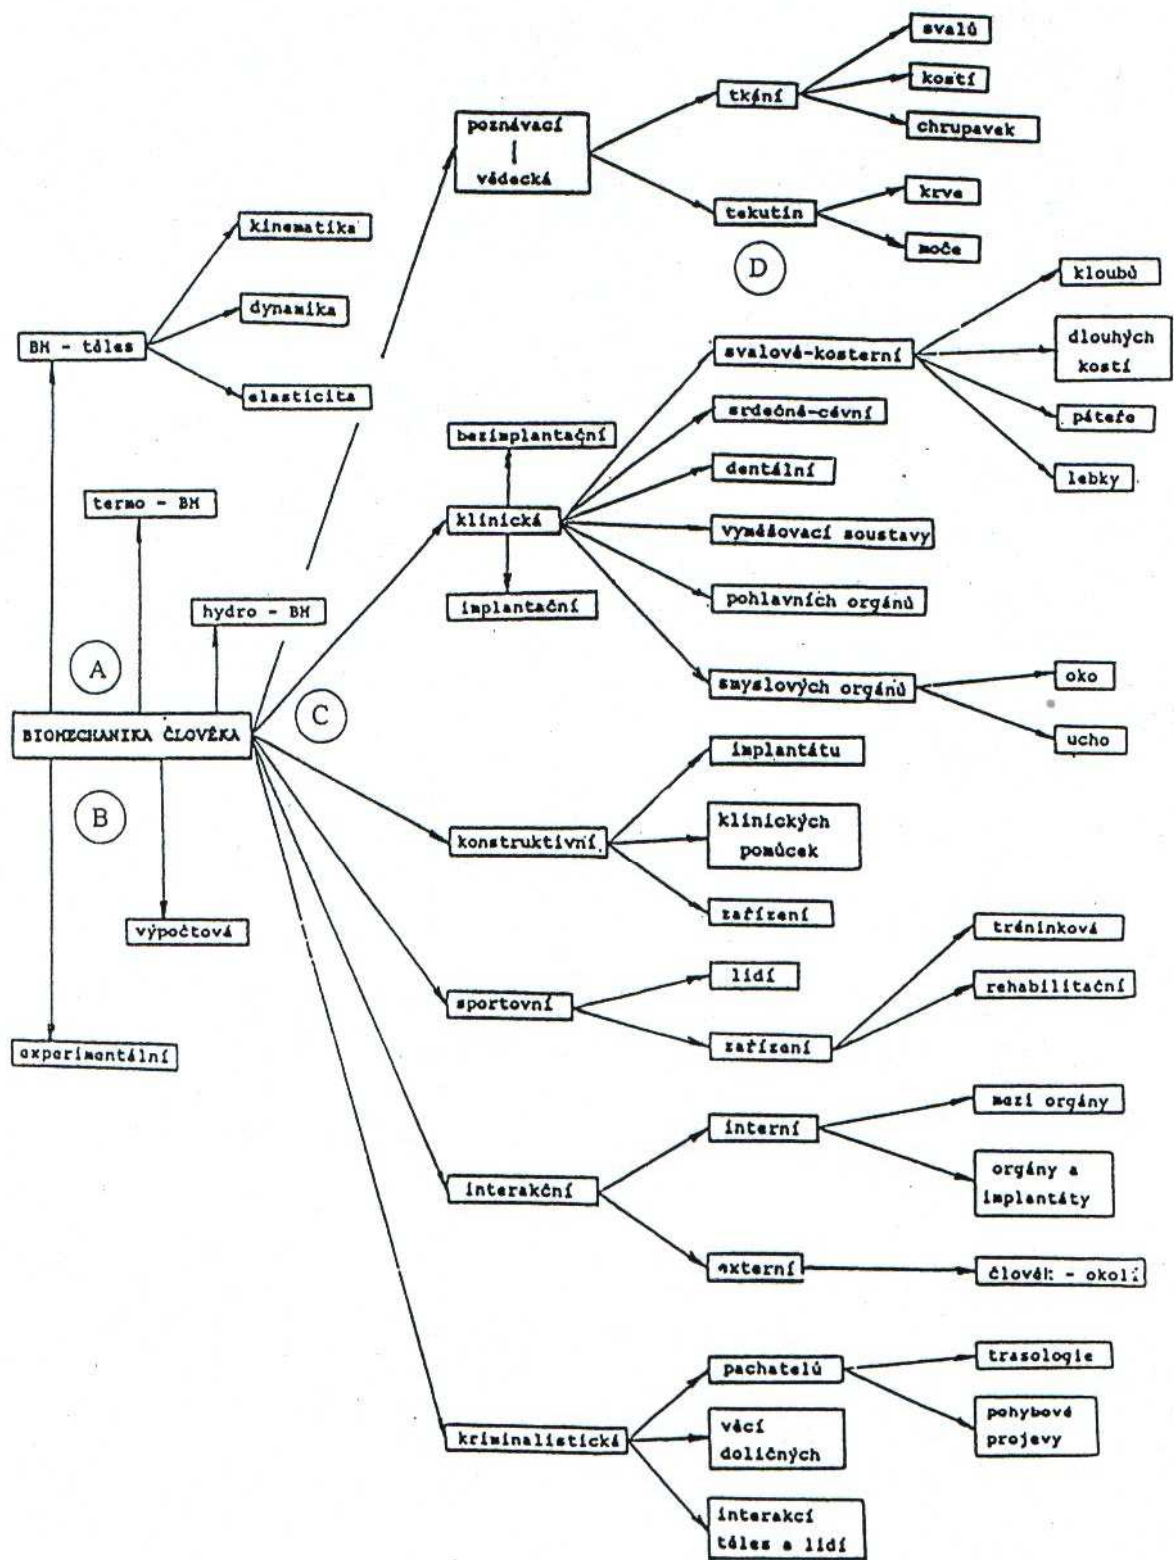 svalů
kostí
chrupavek
tkání
poznávací
vědecká
tekutin
krve
moče
D
kinematika
dynamika
BM - těles
elasticita
kloubů
dlouhých
kostí
páteře
lebky
svalově-kosterní
srdečně-cévní
dentální
vyměšovací soustavy
pohlavních orgánů
smyslových orgánů
oko
ucho
bezimplantační
klinická
implantační
termo - BM
hydro - BM
A
BIOMECHANIKA ČLOVĚKA
C
B
výpočtová
experimentální
konstruktivní
implantátu
klinických
pomůcek
zařízení
sportovní
lidí
zařízení
tréninková
rehabilitační
interakční
interní
mezi orgány
orgány a
implantáty
externí
člověk - okolí
kriminalistická
pachatelů
trasologie
pohybové
projevy
věcí
doličných
interakcí
těles a lidí